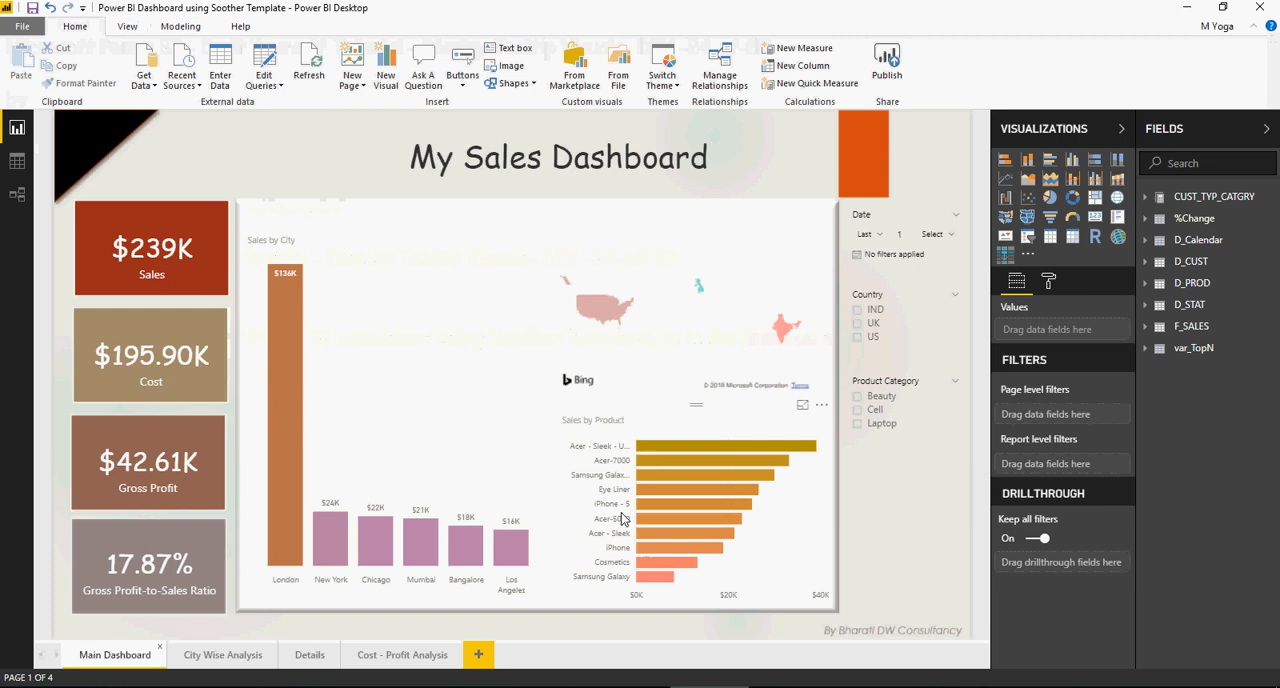 Power BI Dashboard using Soother Template - Power BI Desktop
File Home View Modeling Help
M Yoga
Paste
Cut
Copy
Format Painter
Clipboard
Get Data
Recent Sources
Enter Data
Edit Queries
External data
Refresh
New Page
New Visual
Ask A Question
Buttons
Text box
Image
Shapes
Insert
From Marketplace
From File
Custom visuals
Switch Theme
Themes
Manage Relationships
Relationships
New Measure
New Column
New Quick Measure
Calculations
Publish
Share
My Sales Dashboard
$239K
Sales
$195.90K
Cost
$42.61K
Gross Profit
17.87%
Gross Profit-to-Sales Ratio
Sales by City
$136K
$24K
$22K
$21K
$18K
$16K
London
New York
Chicago
Mumbai
Bangalore
Los Angeles
Bing
© 2018 Microsoft Corporation Terms
Sales by Product
Acer - Sleek - U...
Acer-7000
Samsung Galax...
Eye Liner
iPhone - 5
Acer - Sleek
iPhone
Cosmetics
Samsung Galaxy
$0K
$20K
$40K
Date
Last 1 Select
No filters applied
Country
IND
UK
US
Product Category
Beauty
Cell
Laptop
By Bharati DW Consultancy
VISUALIZATIONS
R
Values
Drag data fields here
FILTERS
Page level filters
Drag data fields here
Report level filters
Drag data fields here
DRILLTHROUGH
Keep all filters
On
Drag drillthrough fields here
FIELDS
Search
CUST_TYP_CATGRY
%Change
D_Calendar
D_CUST
D_PROD
D_STAT
F_SALES
var_TopN
Main Dashboard
City Wise Analysis
Details
Cost - Profit Analysis
PAGE 1 OF 4